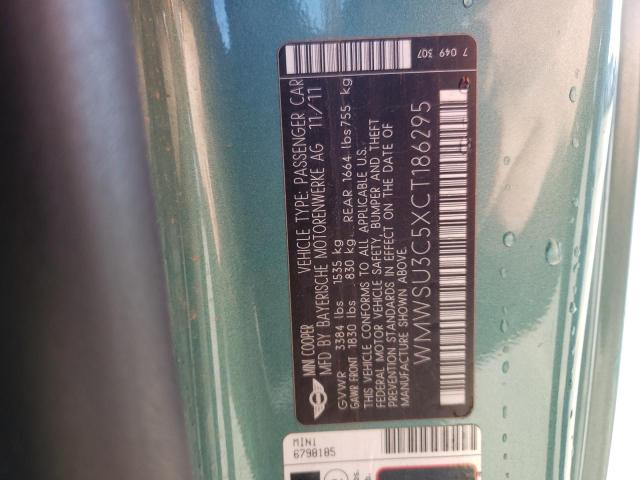 7 049 307
MINI COOPER
VEHICLE TYPE: PASSENGER CAR
MFD BY BAYERISCHE MOTORENWERKE AG 11/11
GVWR 3384 lbs 1535 kg
GAWR FRONT 1830 lbs 830 kg REAR 1664 lbs 755 kg
THIS VEHICLE CONFORMS TO ALL APPLICABLE U.S.
FEDERAL MOTOR VEHICLE SAFETY, BUMPER AND THEFT
PREVENTION STANDARDS IN EFFECT ON THE DATE OF
MANUFACTURE SHOWN ABOVE.
WMWSU3C5XCT186295
MINI
6798185